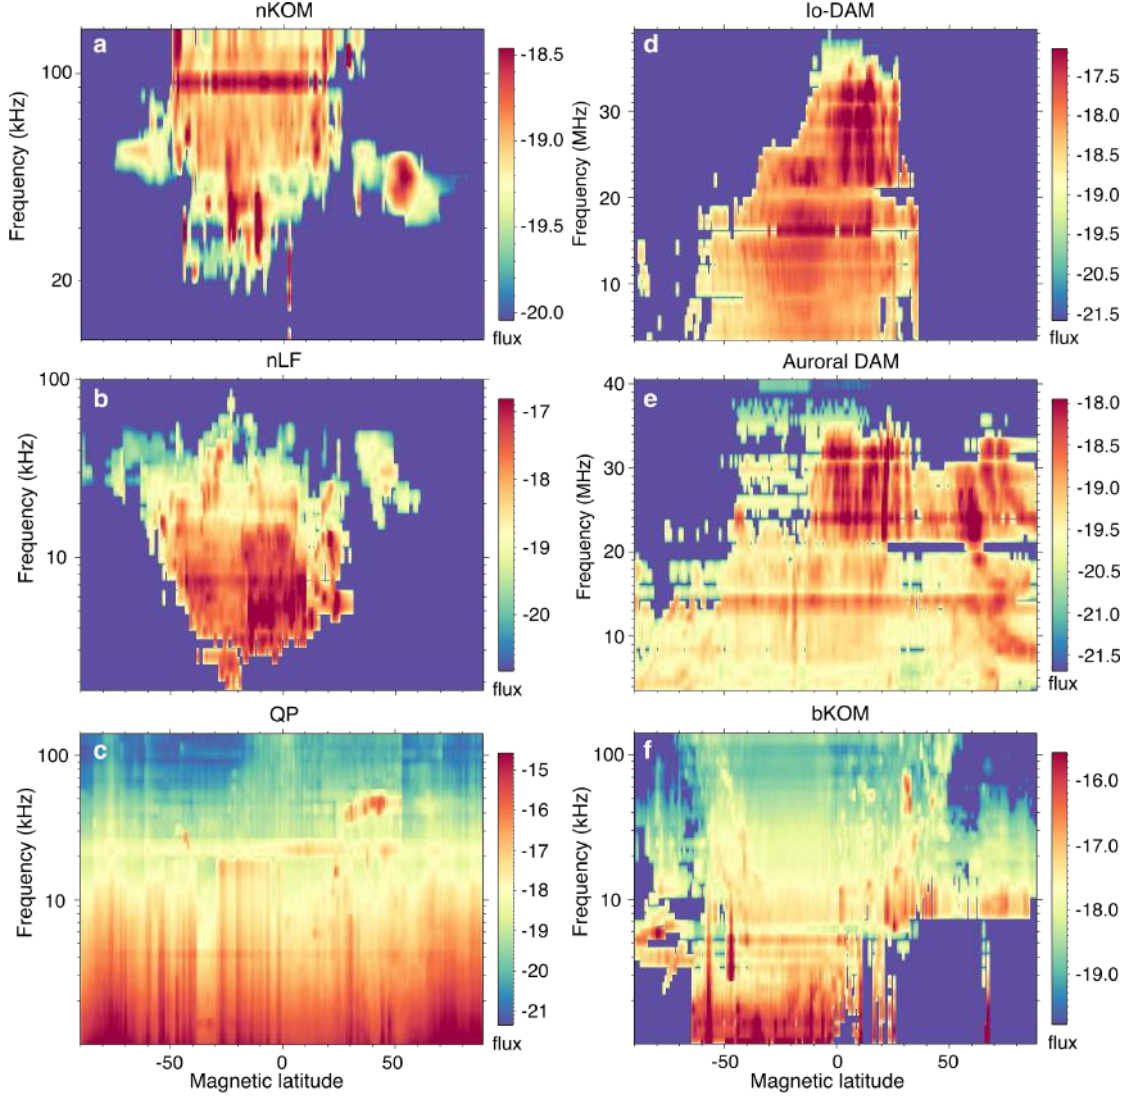 nKOM
a
100
20
Frequency (kHz)
-18.5
-19.0
-19.5
-20.0
flux
Io-DAM
d
30
20
10
Frequency (MHz)
-17.5
-18.0
-18.5
-19.0
-19.5
-20.0
-20.5
-21.5
flux
nLF
b
100
10
Frequency (kHz)
-17
-18
-19
-20
flux
Auroral DAM
e
40
30
20
10
Frequency (MHz)
-18.0
-18.5
-19.0
-19.5
-20.0
-20.5
-21.0
-21.5
flux
QP
c
100
10
Frequency (kHz)
-15
-16
-17
-18
-19
-20
-21
flux
-50 0 50
Magnetic latitude
bKOM
f
100
10
Frequency (kHz)
-16.0
-17.0
-18.0
-19.0
flux
-50 0 50
Magnetic latitude